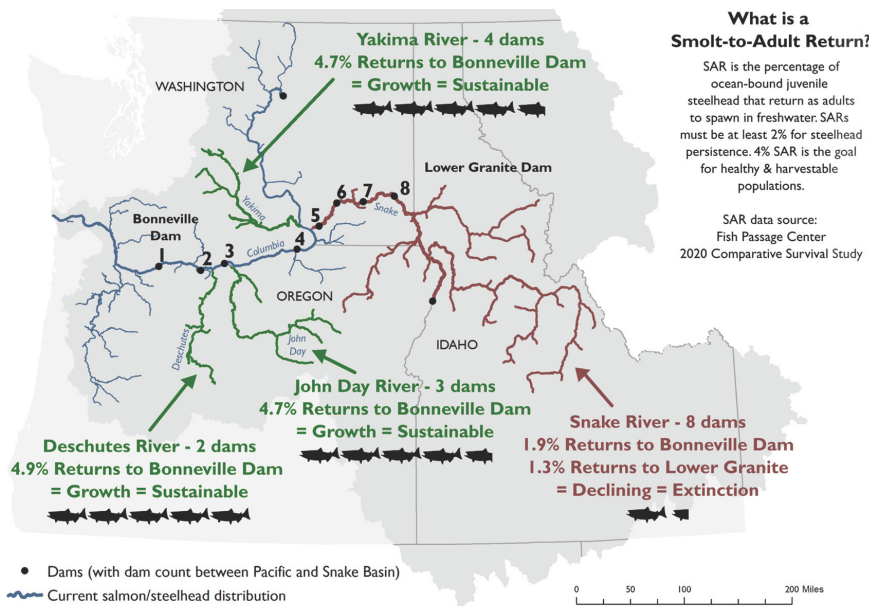 What is a
Smolt-to-Adult Return?
SAR is the percentage of
ocean-bound juvenile
steelhead that return as adults
to spawn in freshwater. SARs
must be at least 2% for steelhead
persistence. 4% SAR is the goal
for healthy & harvestable
populations.
SAR data source:
Fish Passage Center
2020 Comparative Survival Study
Yakima River - 4 dams
4.7% Returns to Bonneville Dam
= Growth = Sustainable
WASHINGTON
Lower Granite Dam
Yakima
Snake
5
6
7
8
Bonneville
Dam
1
2
3
4
Columbia
OREGON
IDAHO
Deschutes
John
Day
John Day River - 3 dams
4.7% Returns to Bonneville Dam
= Growth = Sustainable
Deschutes River - 2 dams
4.9% Returns to Bonneville Dam
= Growth = Sustainable
Snake River - 8 dams
1.9% Returns to Bonneville Dam
1.3% Returns to Lower Granite
= Declining = Extinction
Dams (with dam count between Pacific and Snake Basin)
Current salmon/steelhead distribution
0 50 100 200 Miles